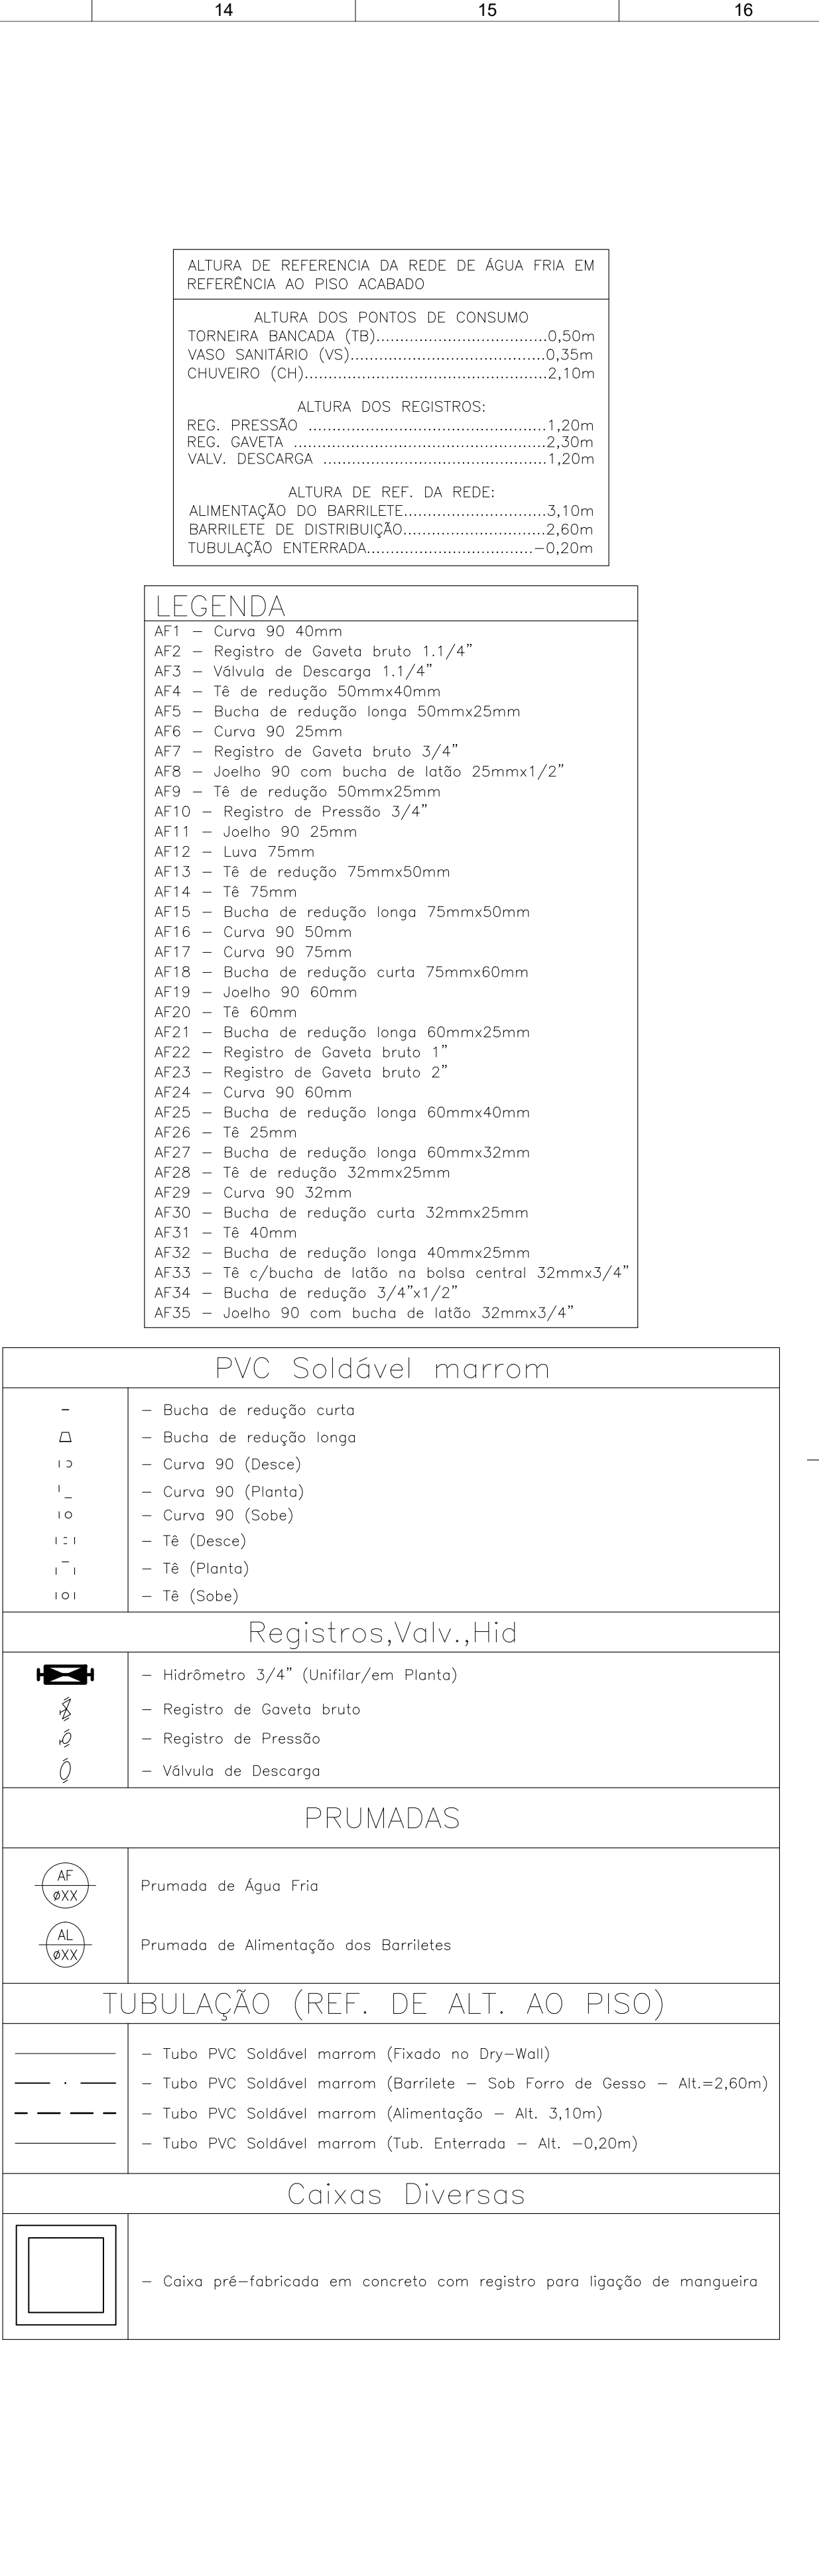 14 15 16
ALTURA DE REFERENCIA DA REDE DE ÁGUA FRIA EM
REFERÊNCIA AO PISO ACABADO
ALTURA DOS PONTOS DE CONSUMO
TORNEIRA BANCADA (TB)....................................0,50m
VASO SANITÁRIO (VS).........................................0,35m
CHUVEIRO (CH)...................................................2,10m
ALTURA DOS REGISTROS:
REG. PRESSÃO ..................................................1,20m
REG. GAVETA .....................................................2,30m
VALV. DESCARGA ...............................................1,20m
ALTURA DE REF. DA REDE:
ALIMENTAÇÃO DO BARRILETE..............................3,10m
BARRILETE DE DISTRIBUIÇÃO..............................2,60m
TUBULAÇÃO ENTERRADA...................................–0,20m
LEGENDA
AF1 – Curva 90 40mm
AF2 – Registro de Gaveta bruto 1.1/4”
AF3 – Válvula de Descarga 1.1/4”
AF4 – Tê de redução 50mmx40mm
AF5 – Bucha de redução longa 50mmx25mm
AF6 – Curva 90 25mm
AF7 – Registro de Gaveta bruto 3/4”
AF8 – Joelho 90 com bucha de latão 25mmx1/2”
AF9 – Tê de redução 50mmx25mm
AF10 – Registro de Pressão 3/4”
AF11 – Joelho 90 25mm
AF12 – Luva 75mm
AF13 – Tê de redução 75mmx50mm
AF14 – Tê 75mm
AF15 – Bucha de redução longa 75mmx50mm
AF16 – Curva 90 50mm
AF17 – Curva 90 75mm
AF18 – Bucha de redução curta 75mmx60mm
AF19 – Joelho 90 60mm
AF20 – Tê 60mm
AF21 – Bucha de redução longa 60mmx25mm
AF22 – Registro de Gaveta bruto 1”
AF23 – Registro de Gaveta bruto 2”
AF24 – Curva 90 60mm
AF25 – Bucha de redução longa 60mmx40mm
AF26 – Tê 25mm
AF27 – Bucha de redução longa 60mmx32mm
AF28 – Tê de redução 32mmx25mm
AF29 – Curva 90 32mm
AF30 – Bucha de redução curta 32mmx25mm
AF31 – Tê 40mm
AF32 – Bucha de redução longa 40mmx25mm
AF33 – Tê c/bucha de latão na bolsa central 32mmx3/4”
AF34 – Bucha de redução 3/4”x1/2”
AF35 – Joelho 90 com bucha de latão 32mmx3/4”
PVC Soldável marrom
– Bucha de redução curta
– Bucha de redução longa
– Curva 90 (Desce)
– Curva 90 (Planta)
– Curva 90 (Sobe)
– Tê (Desce)
– Tê (Planta)
– Tê (Sobe)
Registros,Valv.,Hid
– Hidrômetro 3/4” (Unifilar/em Planta)
– Registro de Gaveta bruto
– Registro de Pressão
– Válvula de Descarga
PRUMADAS
AF
øXX
Prumada de Água Fria
AL
øXX
Prumada de Alimentação dos Barriletes
TUBULAÇÃO (REF. DE ALT. AO PISO)
– Tubo PVC Soldável marrom (Fixado no Dry–Wall)
– Tubo PVC Soldável marrom (Barrilete – Sob Forro de Gesso – Alt.=2,60m)
– Tubo PVC Soldável marrom (Alimentação – Alt. 3,10m)
– Tubo PVC Soldável marrom (Tub. Enterrada – Alt. –0,20m)
Caixas Diversas
– Caixa pré–fabricada em concreto com registro para ligação de mangueira